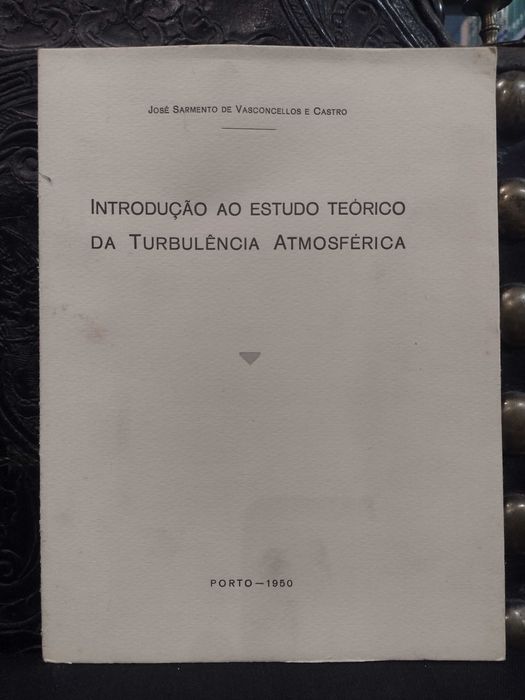 José Sarmento de Vasconcellos e Castro
Introdução ao estudo teórico
da Turbulência Atmosférica
PORTO—1950